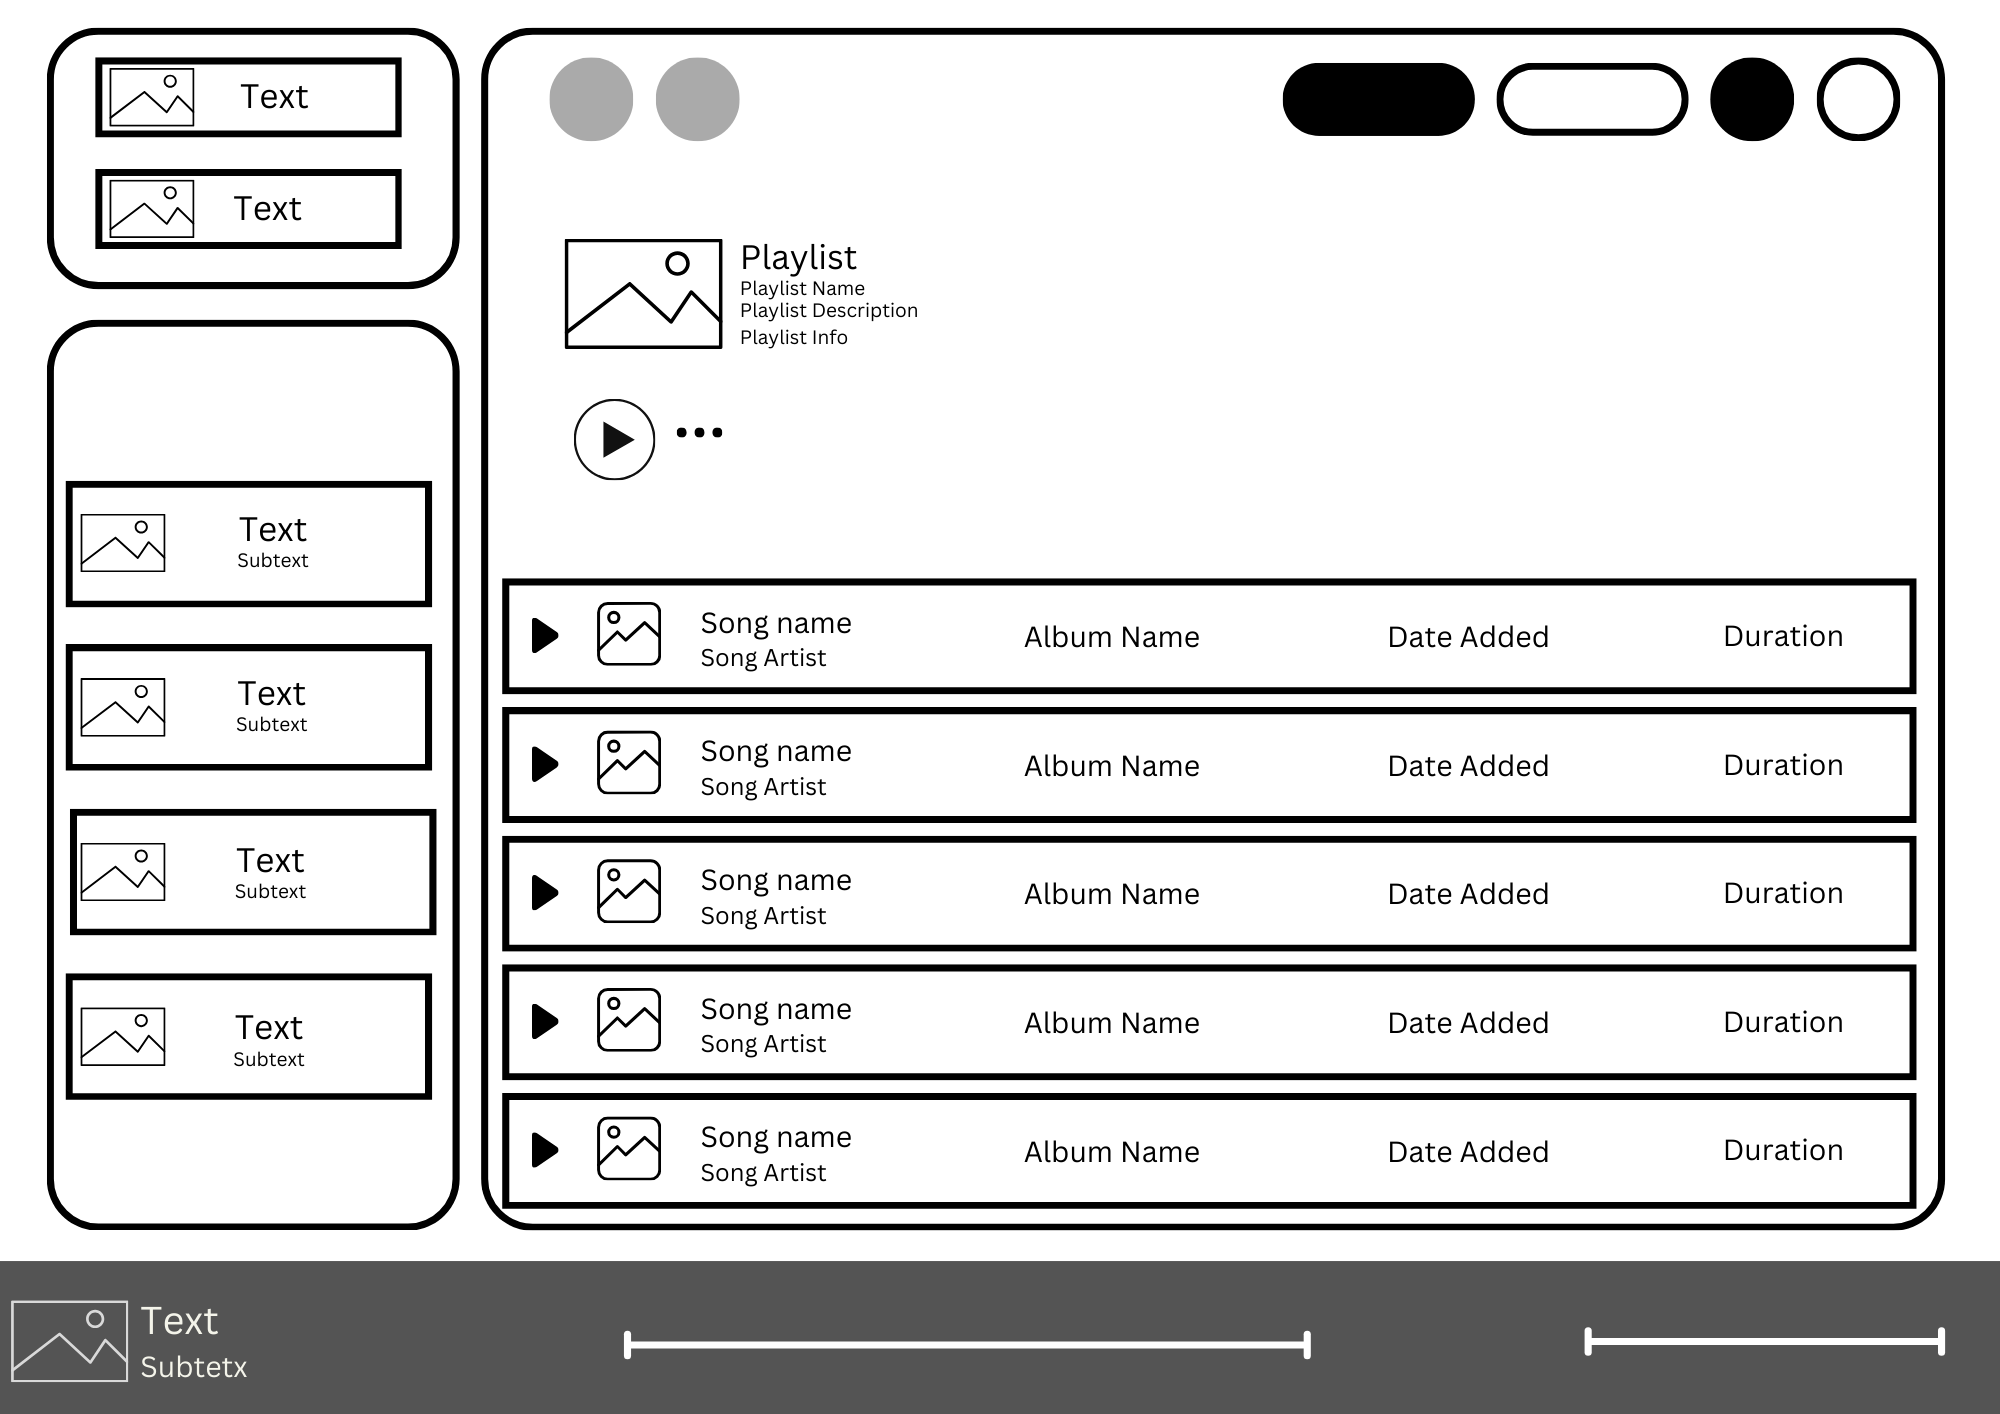 Text
Text
Text
Subtext
Text
Subtext
Text
Subtext
Text
Subtext
Playlist
Playlist Name
Playlist Description
Playlist Info
Song name
Song Artist
Album Name
Date Added
Duration
Song name
Song Artist
Album Name
Date Added
Duration
Song name
Song Artist
Album Name
Date Added
Duration
Song name
Song Artist
Album Name
Date Added
Duration
Song name
Song Artist
Album Name
Date Added
Duration
Text
Subtetx